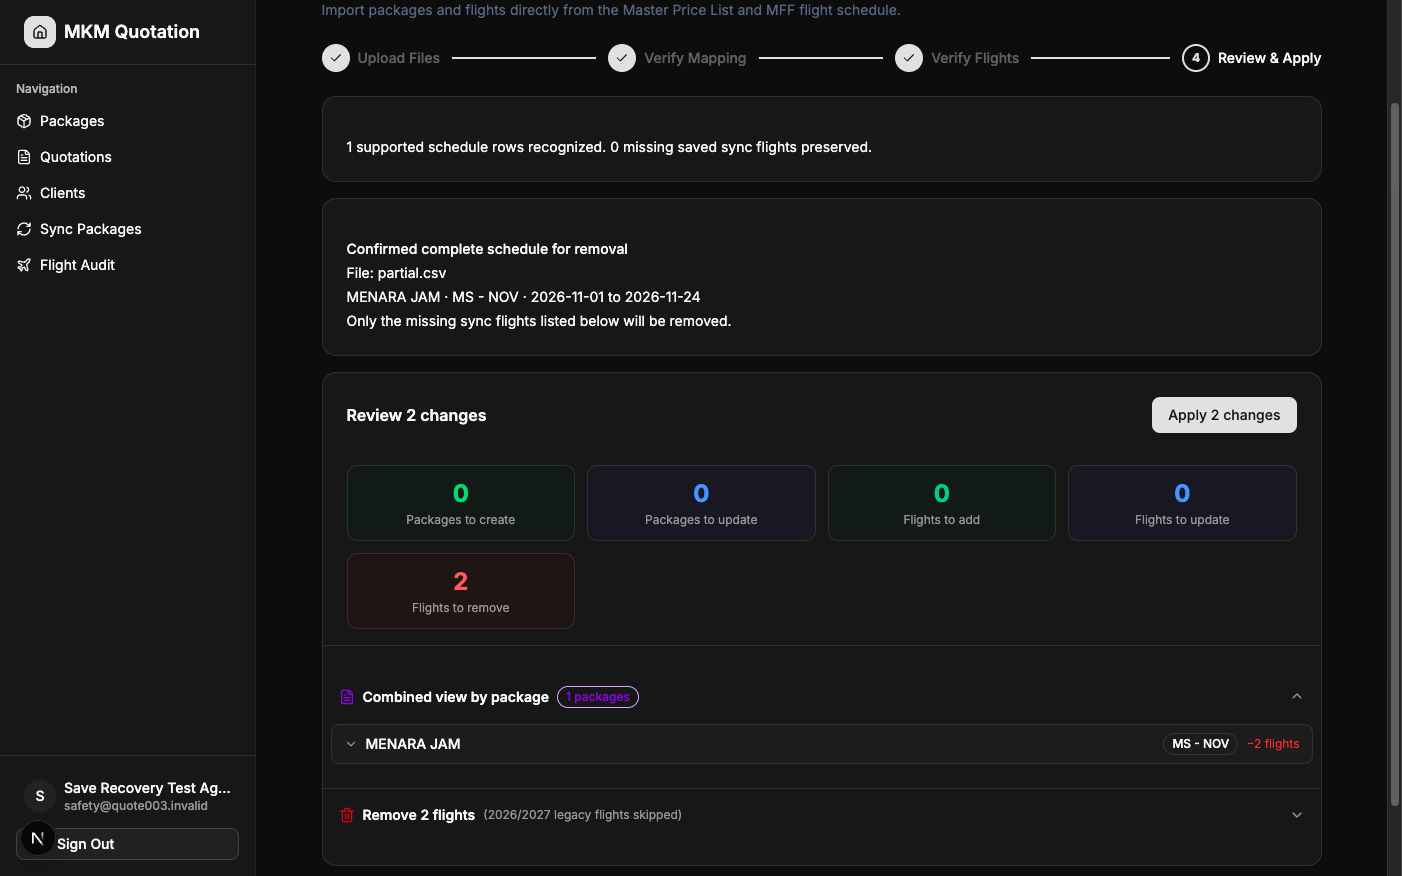 MKM Quotation
Navigation
Packages
Quotations
Clients
Sync Packages
Flight Audit
S
Save Recovery Test Ag...
safety@quote003.invalid
N
Sign Out
Import packages and flights directly from the Master Price List and MFF flight schedule.
Upload Files
Verify Mapping
Verify Flights
4
Review & Apply
1 supported schedule rows recognized. 0 missing saved sync flights preserved.
Confirmed complete schedule for removal
File: partial.csv
MENARA JAM · MS - NOV · 2026-11-01 to 2026-11-24
Only the missing sync flights listed below will be removed.
Review 2 changes
Apply 2 changes
0
Packages to create
0
Packages to update
0
Flights to add
0
Flights to update
2
Flights to remove
Combined view by package
1 packages
MENARA JAM
MS - NOV
−2 flights
Remove 2 flights (2026/2027 legacy flights skipped)